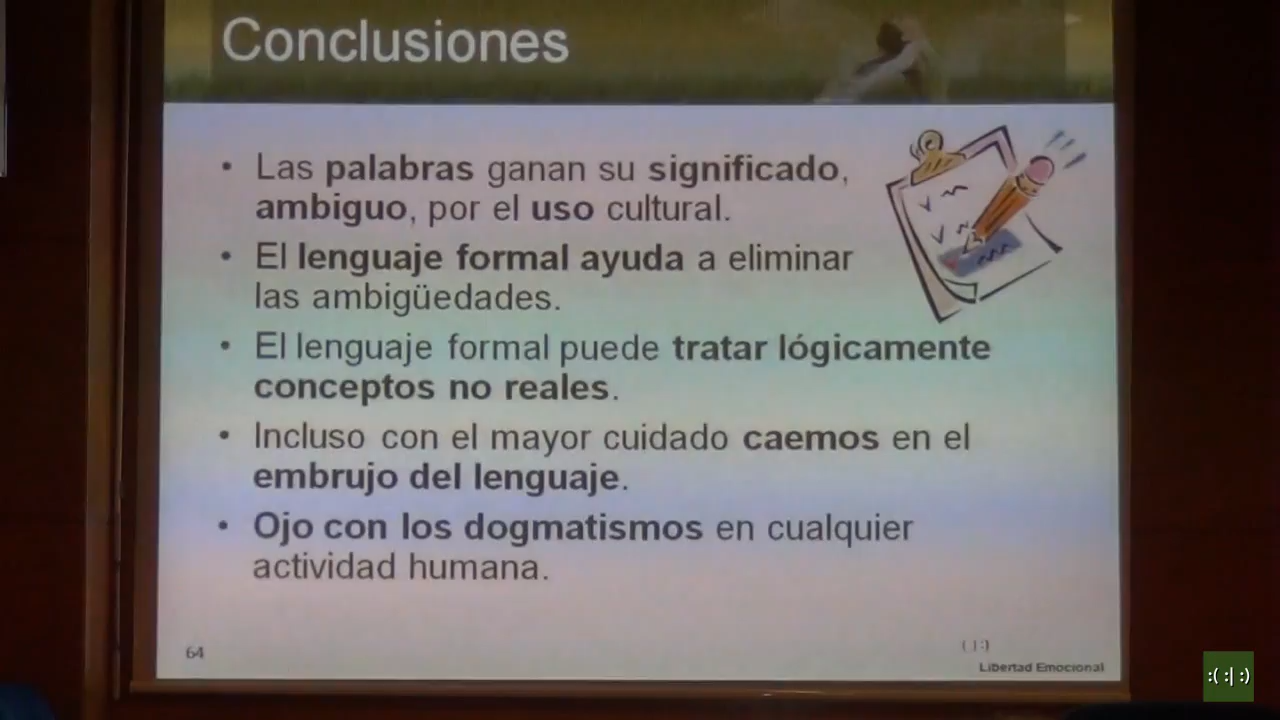 Conclusiones
• Las palabras ganan su significado,
ambiguo, por el uso cultural.
• El lenguaje formal ayuda a eliminar
las ambigüedades.
• El lenguaje formal puede tratar lógicamente
conceptos no reales.
• Incluso con el mayor cuidado caemos en el
embrujo del lenguaje.
• Ojo con los dogmatismos en cualquier
actividad humana.
64
Libertad Emocional
:( :| :)